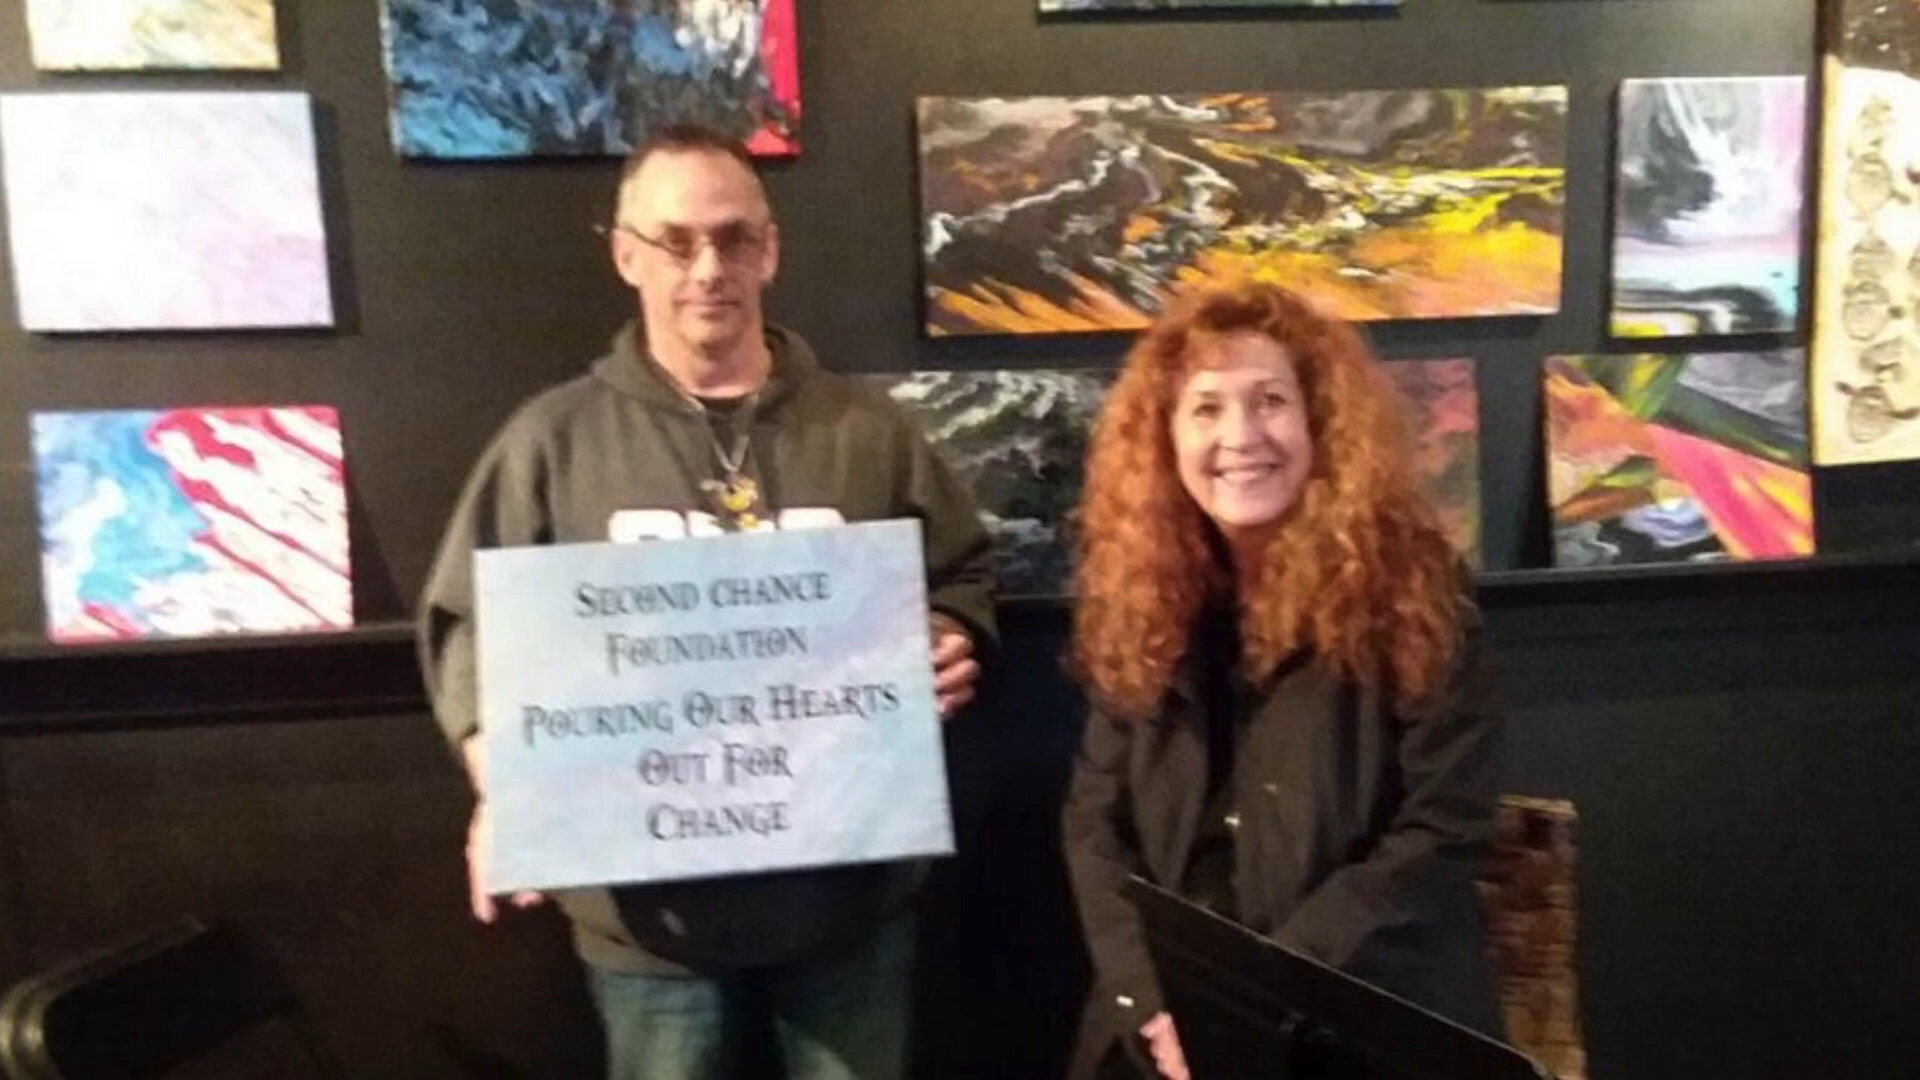 Second chance
Foundation
Pouring Our Hearts
Out For
Change